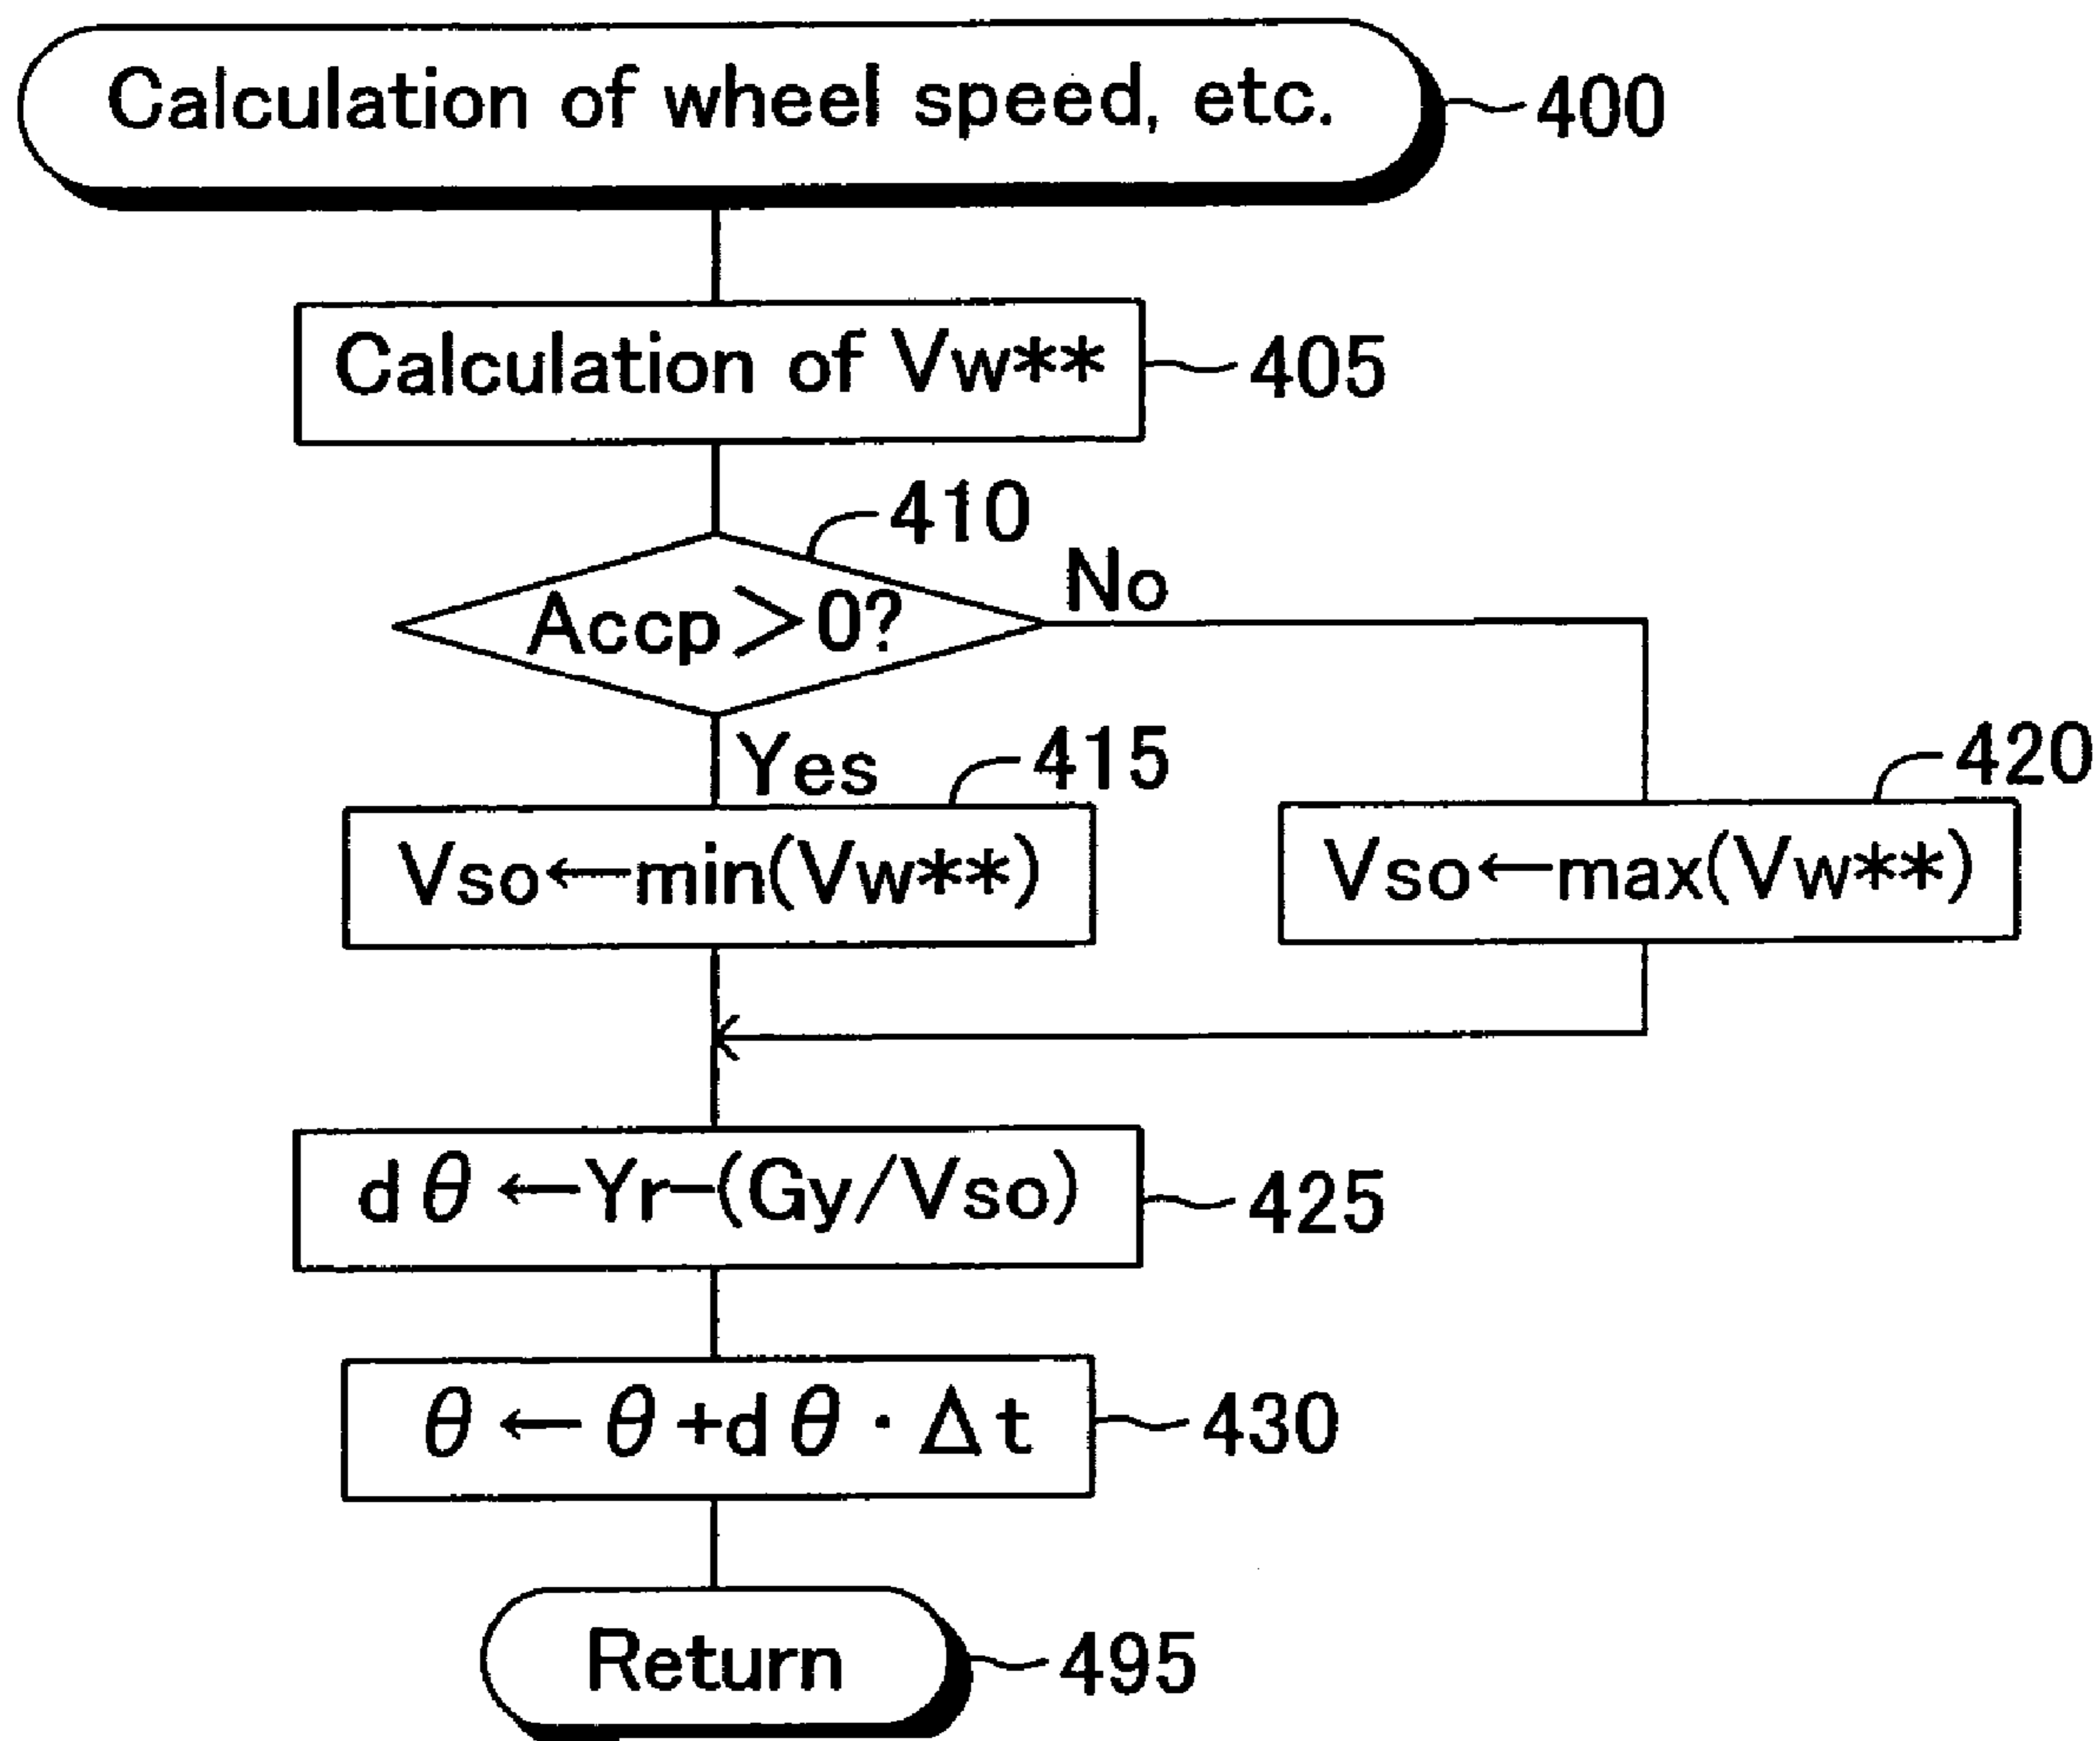 Calculation of wheel speed, etc.
400
Calculation of Vw**
405
410
Accp>0?
No
Yes
415
420
Vso←min(Vw**)
Vso←max(Vw**)
dθ←Yr-(Gy/Vso)
425
θ←θ+dθ·Δt
430
Return
495